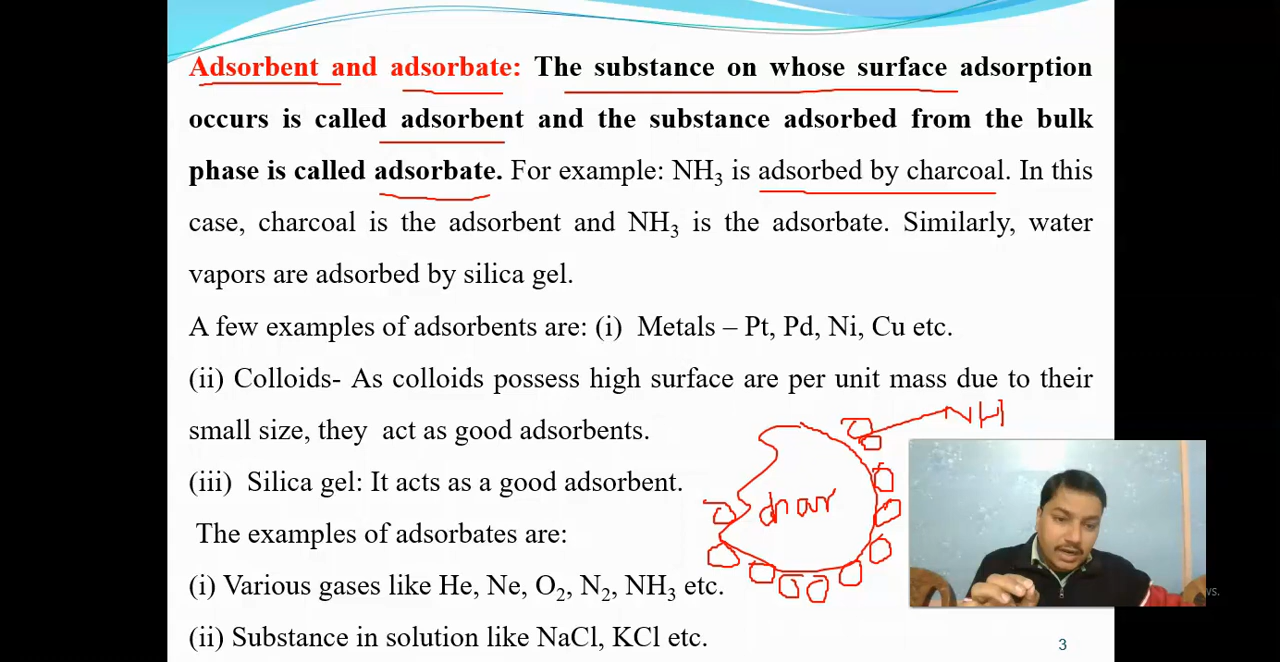 Adsorbent and adsorbate: The substance on whose surface adsorption
occurs is called adsorbent and the substance adsorbed from the bulk
phase is called adsorbate. For example: NH₃ is adsorbed by charcoal. In this
case, charcoal is the adsorbent and NH₃ is the adsorbate. Similarly, water
vapors are adsorbed by silica gel.
A few examples of adsorbents are: (i) Metals – Pt, Pd, Ni, Cu etc.
(ii) Colloids- As colloids possess high surface are per unit mass due to their
small size, they act as good adsorbents.
NH
(iii) Silica gel: It acts as a good adsorbent.
char
The examples of adsorbates are:
(i) Various gases like He, Ne, O₂, N₂, NH₃ etc.
ws.
(ii) Substance in solution like NaCl, KCl etc.
3